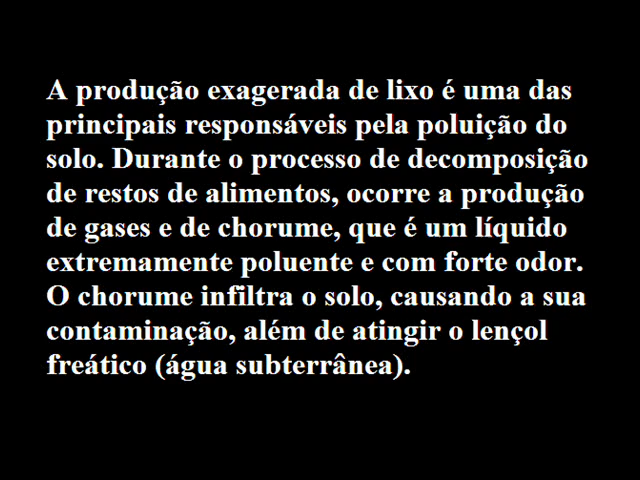 A produção exagerada de lixo é uma das
principais responsáveis pela poluição do
solo. Durante o processo de decomposição
de restos de alimentos, ocorre a produção
de gases e de chorume, que é um líquido
extremamente poluente e com forte odor.
O chorume infiltra o solo, causando a sua
contaminação, além de atingir o lençol
freático (água subterrânea).